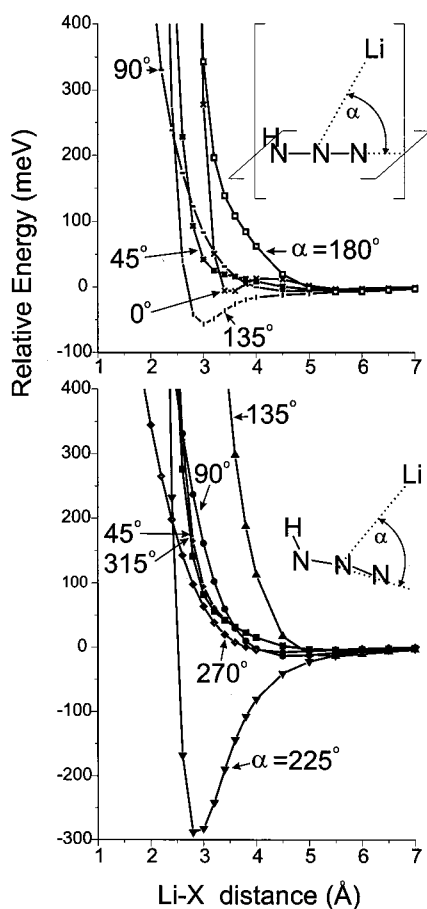 Relative Energy (meV)
400
300
200
100
0
-100
1 2 3 4 5 6 7
90°
45°
0°
135°
α=180°
Li
α
H
N—N—N
400
300
200
100
0
-100
-200
-300
135°
90°
45°
315°
270°
α=225°
Li
α
H
N N N
1 2 3 4 5 6 7
Li-X distance (Å)